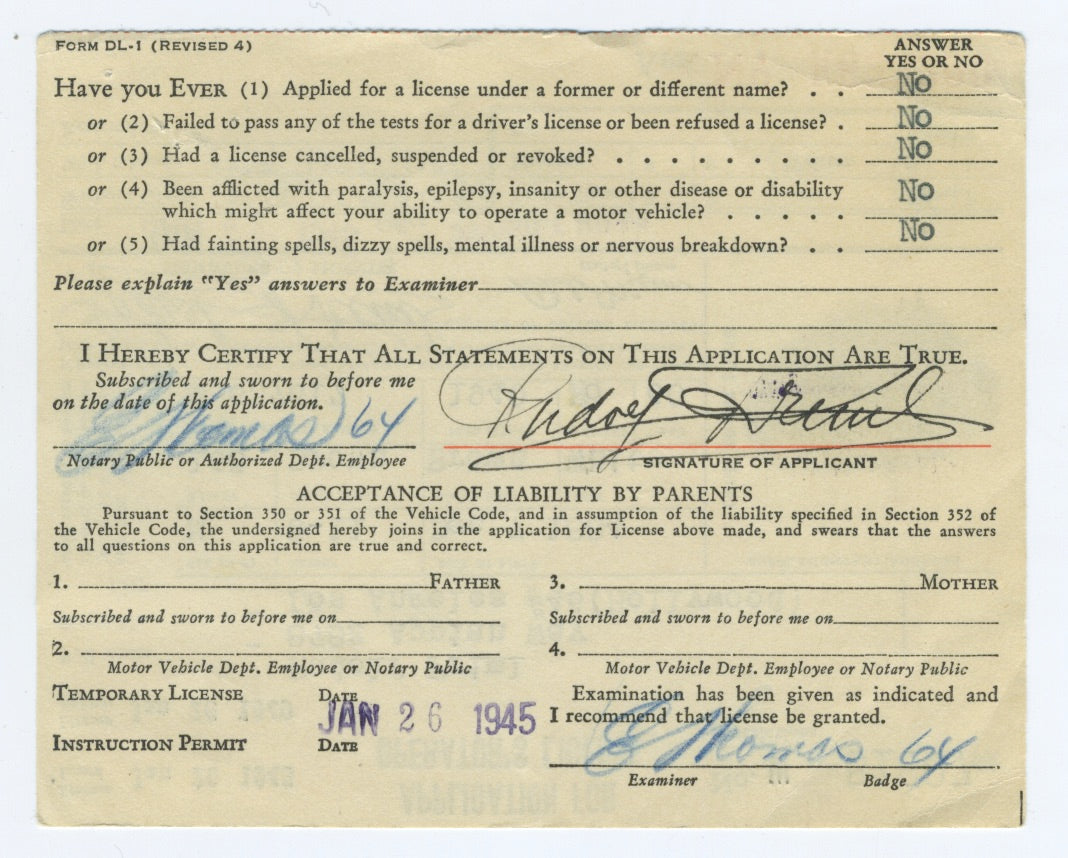 FORM DL-1 (REVISED 4)
ANSWER
YES OR NO
Have you EVER (1) Applied for a license under a former or different name? . . No
or (2) Failed to pass any of the tests for a driver's license or been refused a license? . No
or (3) Had a license cancelled, suspended or revoked? . . . . . . . . . . No
or (4) Been afflicted with paralysis, epilepsy, insanity or other disease or disability No
which might affect your ability to operate a motor vehicle? . . . . . .
or (5) Had fainting spells, dizzy spells, mental illness or nervous breakdown? . . No
Please explain "Yes" answers to Examiner
I HEREBY CERTIFY THAT ALL STATEMENTS ON THIS APPLICATION ARE TRUE.
Subscribed and sworn to before me
on the date of this application.
E Thomas 64
Rudolf
Notary Public or Authorized Dept. Employee
SIGNATURE OF APPLICANT
ACCEPTANCE OF LIABILITY BY PARENTS
Pursuant to Section 350 or 351 of the Vehicle Code, and in assumption of the liability specified in Section 352 of
the Vehicle Code, the undersigned hereby joins in the application for License above made, and swears that the answers
to all questions on this application are true and correct.
1. FATHER
3. MOTHER
Subscribed and sworn to before me on
Subscribed and sworn to before me on
2.
4.
Motor Vehicle Dept. Employee or Notary Public
Motor Vehicle Dept. Employee or Notary Public
TEMPORARY LICENSE DATE
JAN 26 1945
INSTRUCTION PERMIT DATE
Examination has been given as indicated and
I recommend that license be granted.
E Thomas 64
Examiner Badge